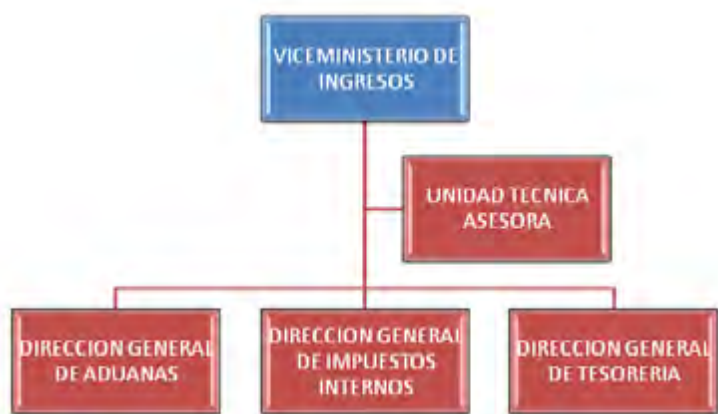 VICEMINISTERIO DE
INGRESOS
UNIDAD TECNICA
ASESORA
DIRECCION GENERAL
DE ADUANAS
DIRECCION GENERAL
DE IMPUESTOS
INTERNOS
DIRECCION GENERAL
DE TESORERIA